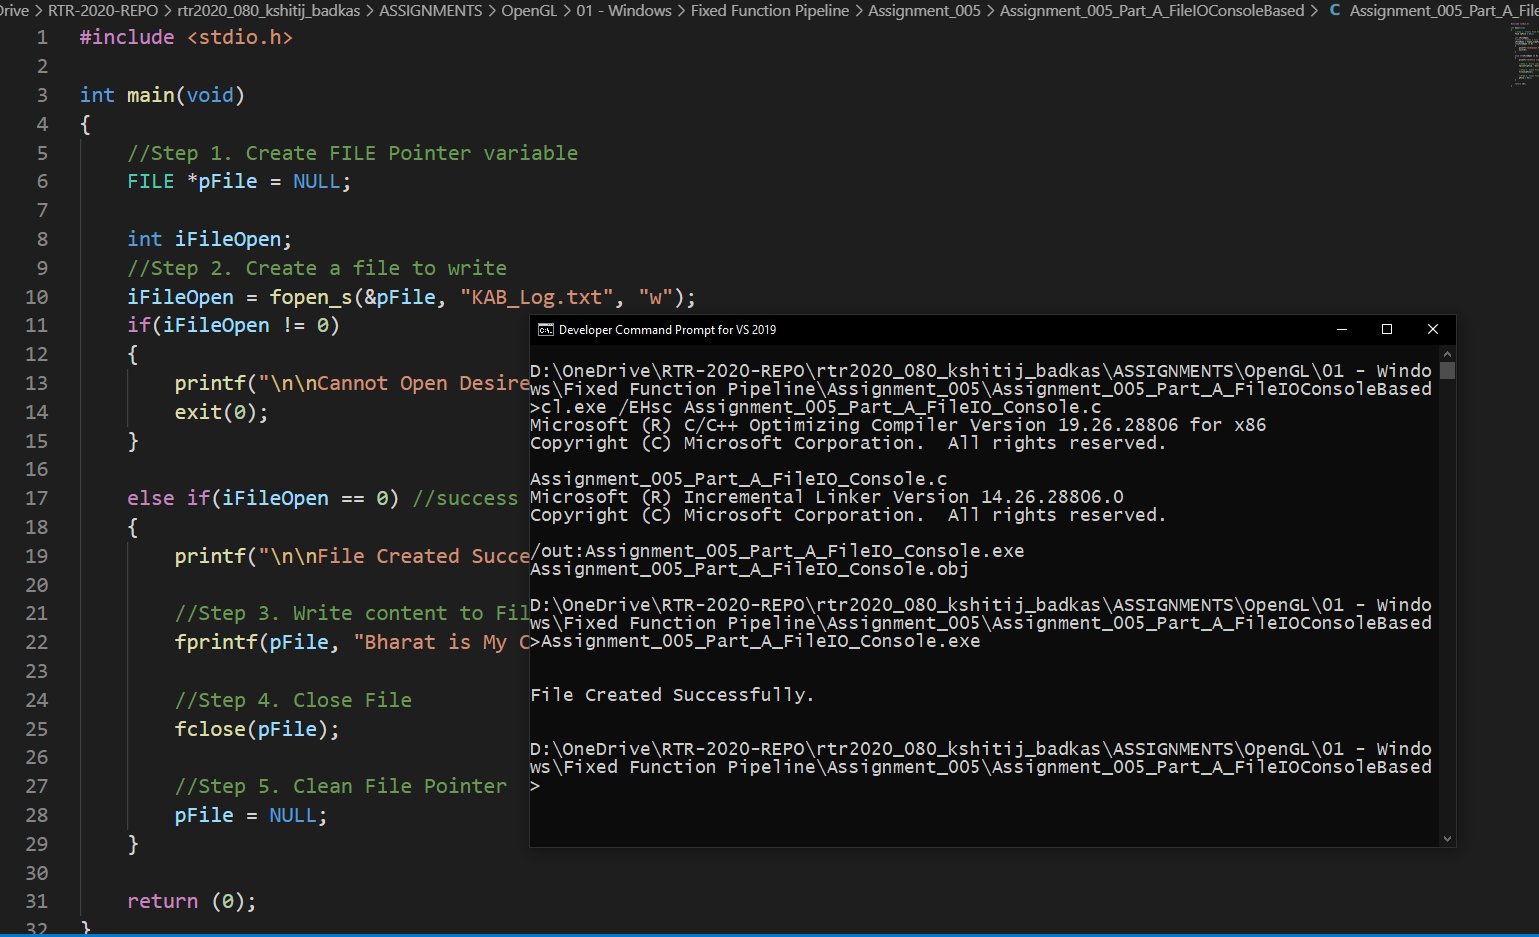 Drive > RTR-2020-REPO > rtr2020_080_kshitij_badkas > ASSIGNMENTS > OpenGL > 01 - Windows > Fixed Function Pipeline > Assignment_005 > Assignment_005_Part_A_FileIOConsoleBased > C Assignment_005_Part_A_File
1 #include <stdio.h>
2
3 int main(void)
4 {
5 //Step 1. Create FILE Pointer variable
6 FILE *pFile = NULL;
7
8 int iFileOpen;
9 //Step 2. Create a file to write
10 iFileOpen = fopen_s(&pFile, "KAB_Log.txt", "w");
11 if(iFileOpen != 0)
12 {
13 printf("\n\nCannot Open Desire
14 exit(0);
15 }
16
17 else if(iFileOpen == 0) //success
18 {
19 printf("\n\nFile Created Succe
20
21 //Step 3. Write content to Fil
22 fprintf(pFile, "Bharat is My C
23
24 //Step 4. Close File
25 fclose(pFile);
26
27 //Step 5. Clean File Pointer
28 pFile = NULL;
29 }
30
31 return (0);
32 }
Developer Command Prompt for VS 2019
D:\OneDrive\RTR-2020-REPO\rtr2020_080_kshitij_badkas\ASSIGNMENTS\OpenGL\01 - Windo
ws\Fixed Function Pipeline\Assignment_005\Assignment_005_Part_A_FileIOConsoleBased
>cl.exe /EHsc Assignment_005_Part_A_FileIO_Console.c
Microsoft (R) C/C++ Optimizing Compiler Version 19.26.28806 for x86
Copyright (C) Microsoft Corporation.  All rights reserved.
Assignment_005_Part_A_FileIO_Console.c
Microsoft (R) Incremental Linker Version 14.26.28806.0
Copyright (C) Microsoft Corporation.  All rights reserved.
/out:Assignment_005_Part_A_FileIO_Console.exe
Assignment_005_Part_A_FileIO_Console.obj
D:\OneDrive\RTR-2020-REPO\rtr2020_080_kshitij_badkas\ASSIGNMENTS\OpenGL\01 - Windo
ws\Fixed Function Pipeline\Assignment_005\Assignment_005_Part_A_FileIOConsoleBased
>Assignment_005_Part_A_FileIO_Console.exe
File Created Successfully.
D:\OneDrive\RTR-2020-REPO\rtr2020_080_kshitij_badkas\ASSIGNMENTS\OpenGL\01 - Windo
ws\Fixed Function Pipeline\Assignment_005\Assignment_005_Part_A_FileIOConsoleBased
>